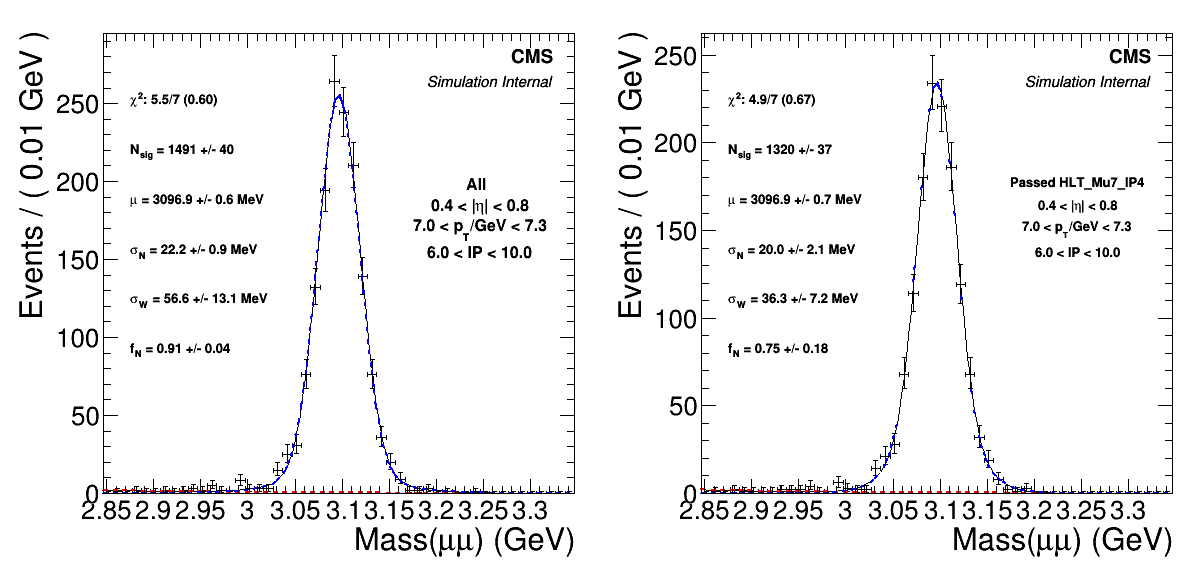 CMS
Simulation Internal
χ²: 5.5/7 (0.60)
N_sig = 1491 +/- 40
μ = 3096.9 +/- 0.6 MeV
σ_N = 22.2 +/- 0.9 MeV
σ_W = 56.6 +/- 13.1 MeV
f_N = 0.91 +/- 0.04
All
0.4 < |η| < 0.8
7.0 < p_T/GeV < 7.3
6.0 < IP < 10.0
Events / ( 0.01 GeV )
250
200
150
100
50
0
2.85 2.9 2.95 3 3.05 3.1 3.15 3.2 3.25 3.3
Mass(μμ) (GeV)
CMS
Simulation Internal
χ²: 4.9/7 (0.67)
N_sig = 1320 +/- 37
μ = 3096.9 +/- 0.7 MeV
σ_N = 20.0 +/- 2.1 MeV
σ_W = 36.3 +/- 7.2 MeV
f_N = 0.75 +/- 0.18
Passed HLT_Mu7_IP4
0.4 < |η| < 0.8
7.0 < p_T/GeV < 7.3
6.0 < IP < 10.0
Events / ( 0.01 GeV )
250
200
150
100
50
0
2.85 2.9 2.95 3 3.05 3.1 3.15 3.2 3.25 3.3
Mass(μμ) (GeV)